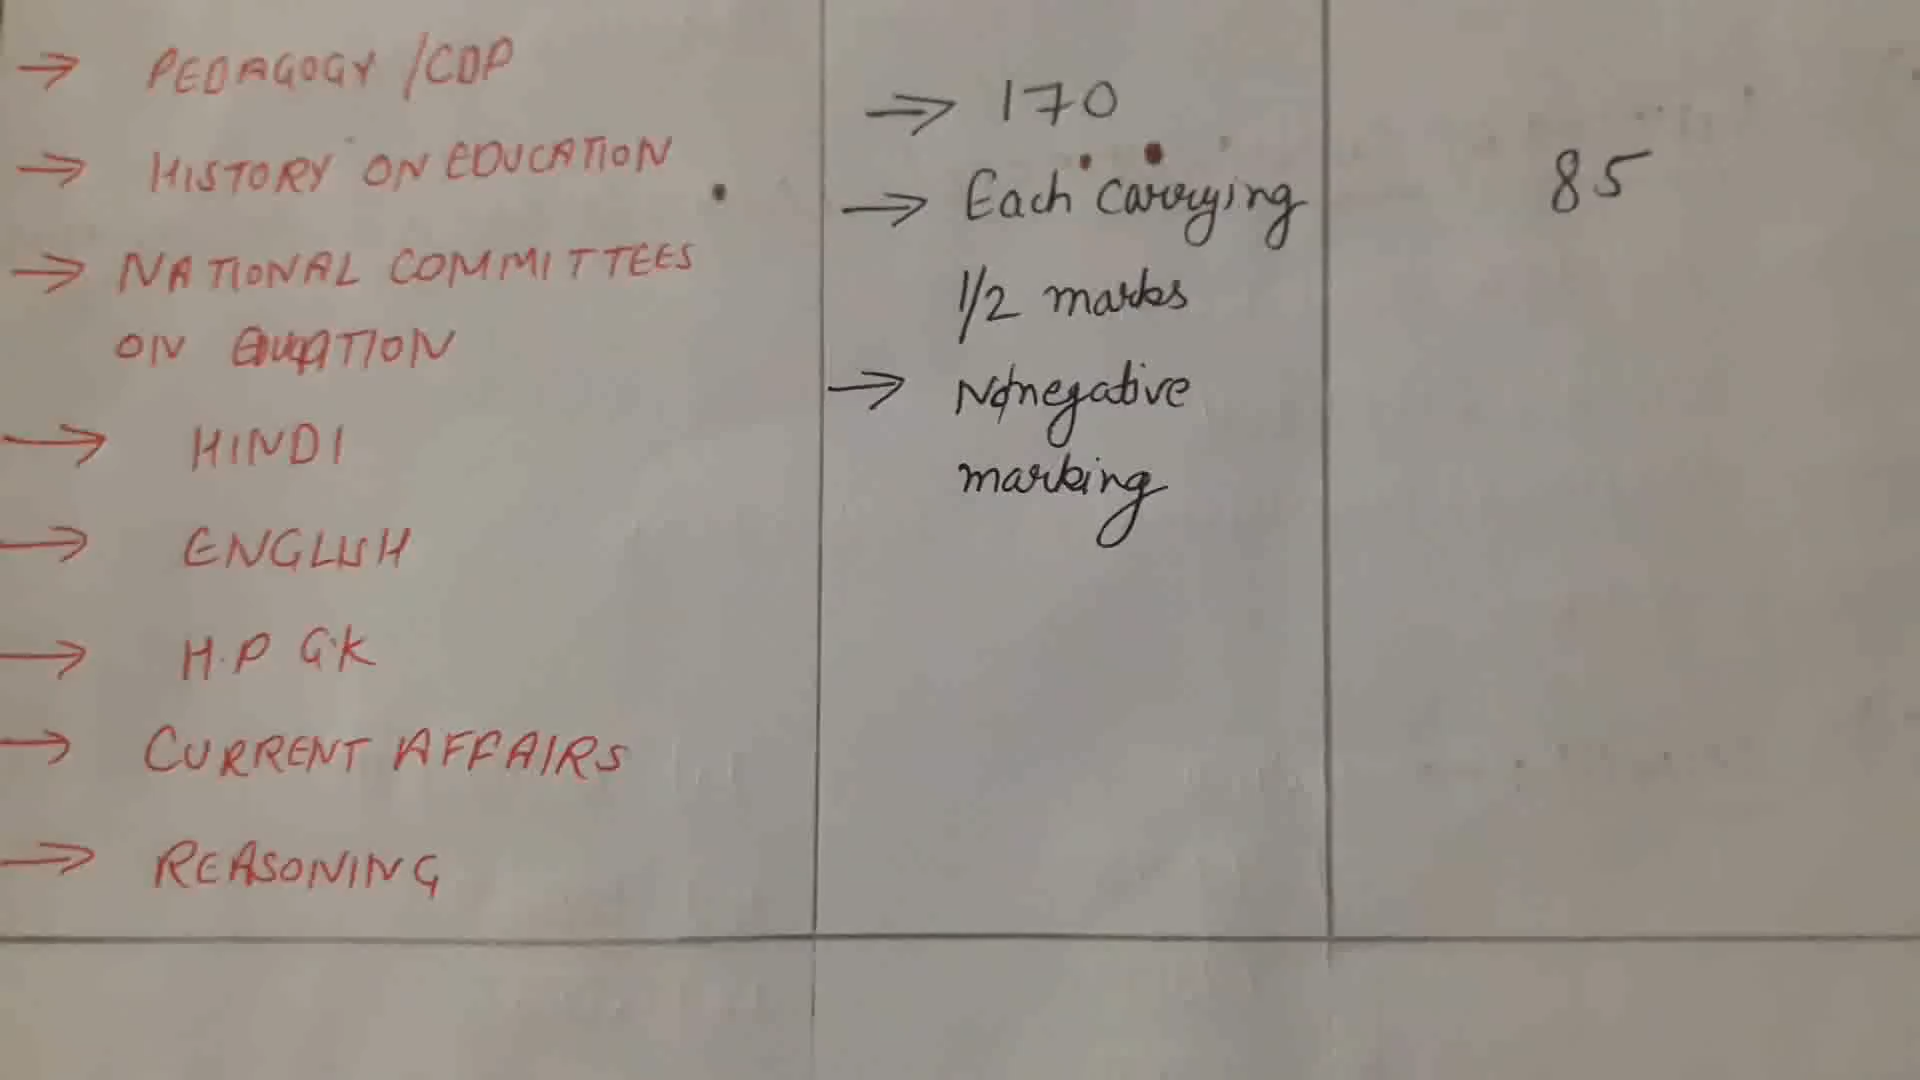 → PEDAGOGY /CDP
→ HISTORY ON EDUCATION
→ NATIONAL COMMITTEES
ON EDUCATION
→ HINDI
→ ENGLISH
→ H.P G.K
→ CURRENT AFFAIRS
→ REASONING
→ 170
→ Each carrying
1/2 marks
→ No negative
marking
85